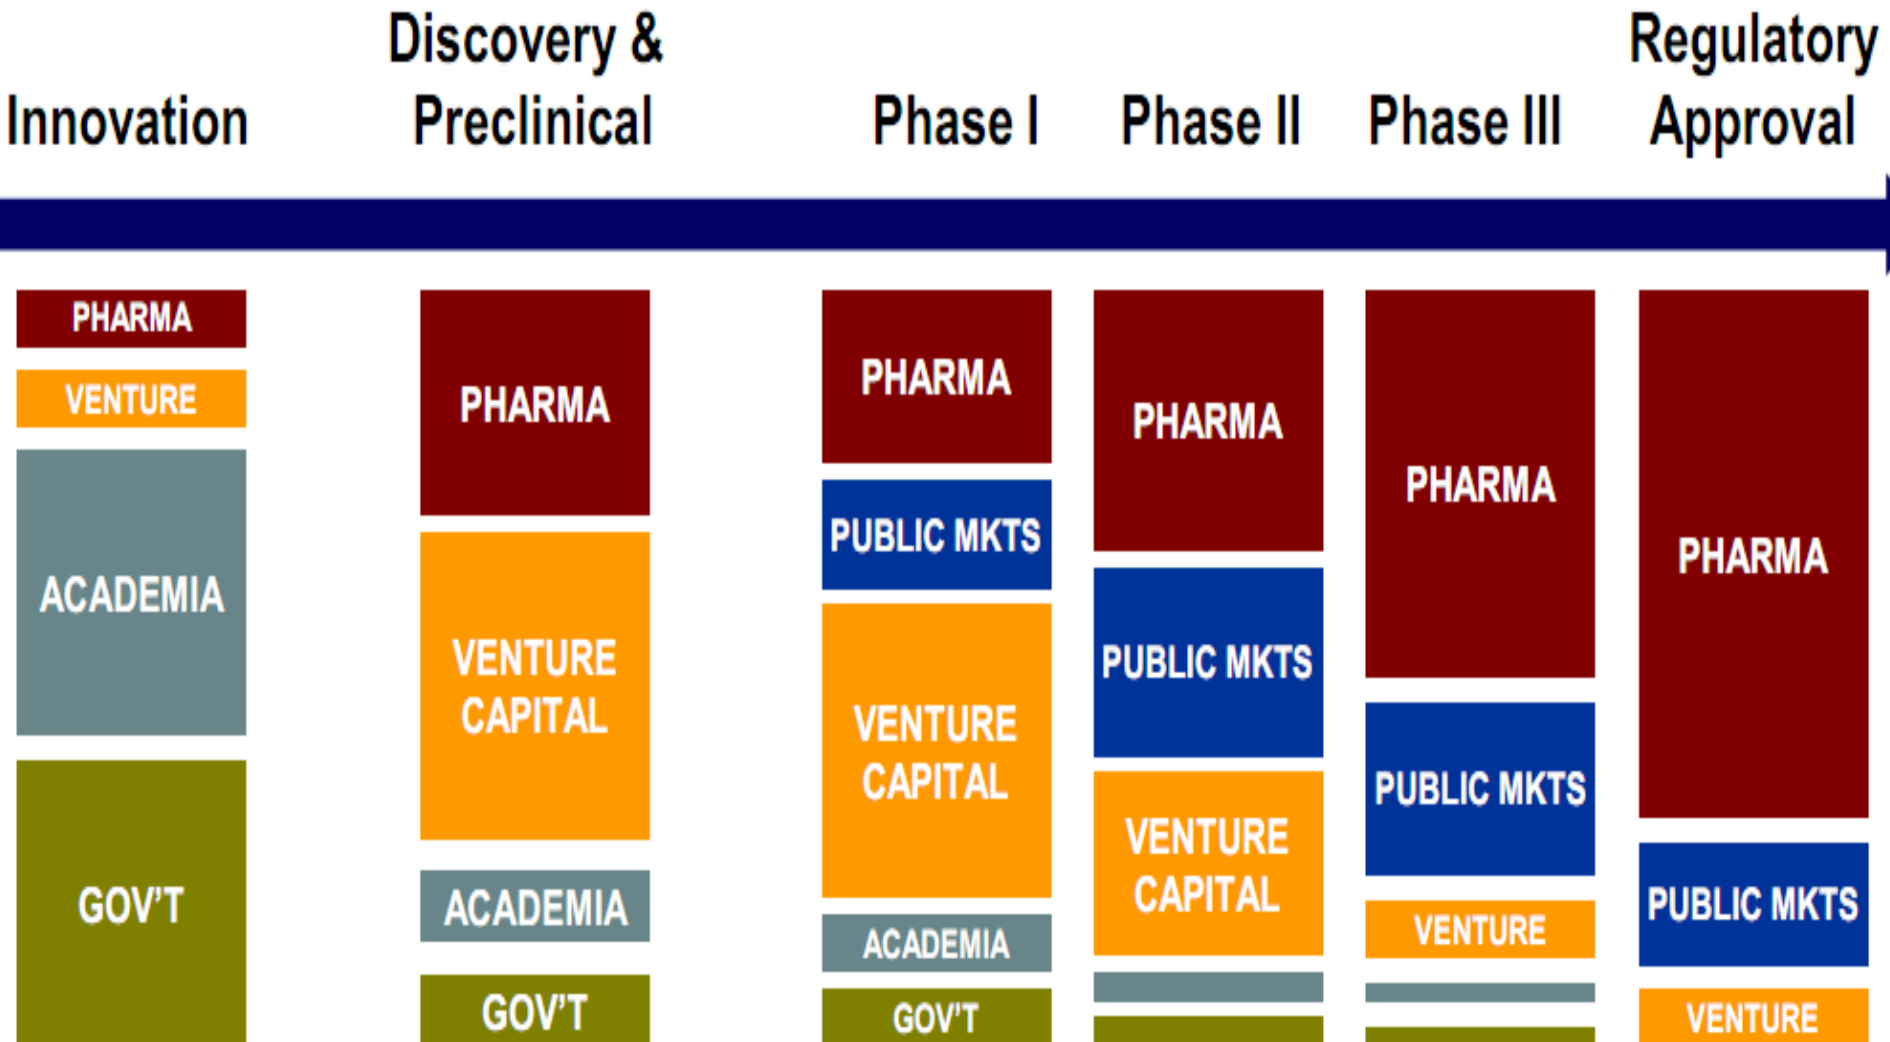 Innovation
Discovery &
Preclinical
Phase I
Phase II
Phase III
Regulatory
Approval
PHARMA
VENTURE
ACADEMIA
GOV'T
PHARMA
VENTURE
CAPITAL
ACADEMIA
GOV'T
PHARMA
PUBLIC MKTS
VENTURE
CAPITAL
ACADEMIA
GOV'T
PHARMA
PUBLIC MKTS
VENTURE
CAPITAL
PHARMA
PUBLIC MKTS
VENTURE
PHARMA
PUBLIC MKTS
VENTURE